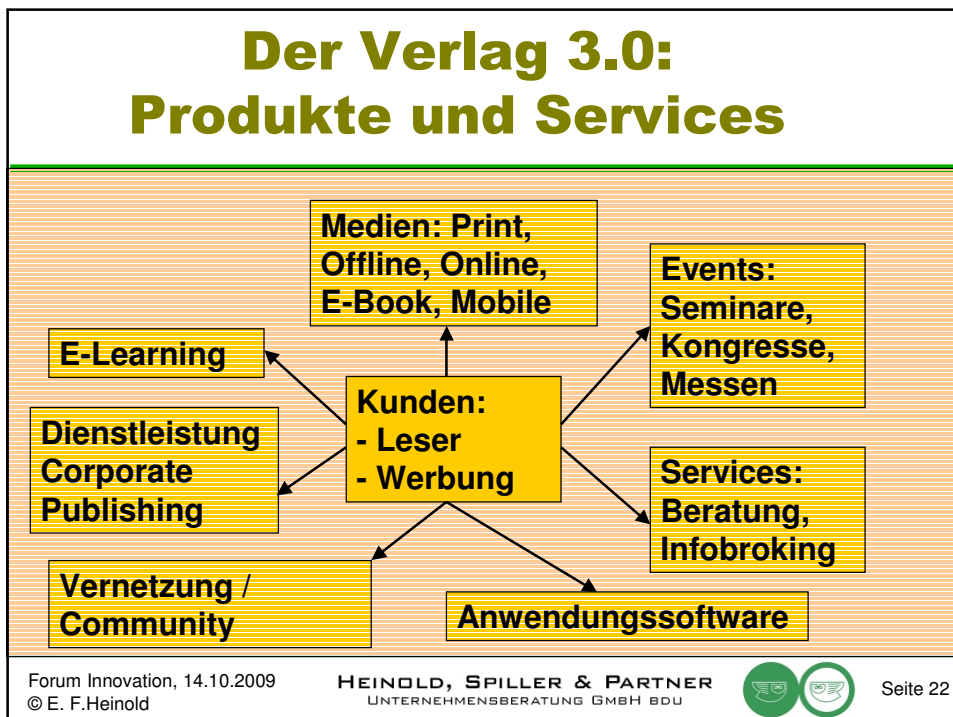 Der Verlag 3.0:
Produkte und Services
Medien: Print,
Offline, Online,
E-Book, Mobile
Events:
Seminare,
Kongresse,
Messen
E-Learning
Kunden:
- Leser
- Werbung
Dienstleistung
Corporate
Publishing
Services:
Beratung,
Infobroking
Vernetzung /
Community
Anwendungssoftware
Forum Innovation, 14.10.2009
© E. F.Heinold
HEINOLD, SPILLER & PARTNER
UNTERNEHMENSBERATUNG GMBH BDU
Seite 22